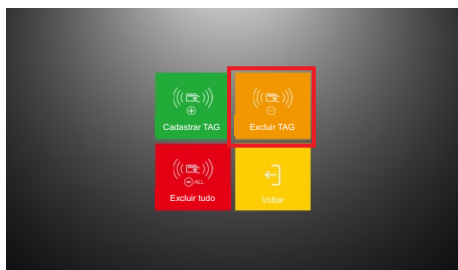 Cadastrar TAG
Excluir TAG
ALL
Excluir tudo
Voltar